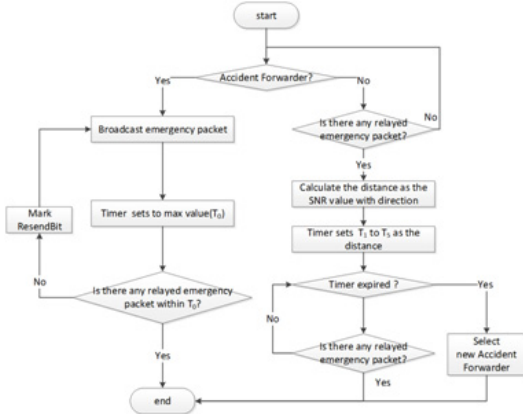 start
Accident Forwarder?
Yes
No
Broadcast emergency packet
Is there any relayed
emergency packet?
No
Yes
Calculate the distance as the
SNR value with direction
Mark
ResendBit
Timer sets to max value(T₀)
Timer sets T₁ to T₅ as the
distance
No
Is there any relayed emergency
packet within T₀?
Timer expired ?
Yes
No
Is there any relayed
emergency packet?
Select
new Accident
Forwarder
Yes
Yes
end